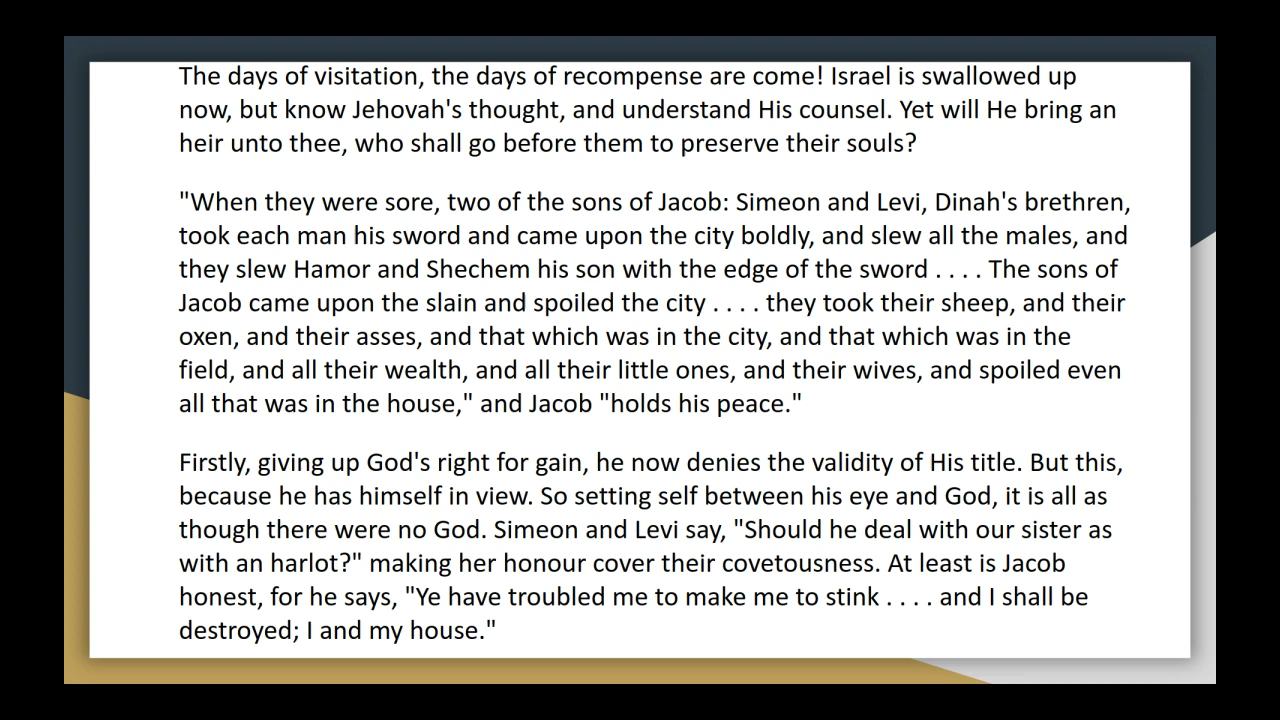 The days of visitation, the days of recompense are come! Israel is swallowed up
now, but know Jehovah's thought, and understand His counsel. Yet will He bring an
heir unto thee, who shall go before them to preserve their souls?
"When they were sore, two of the sons of Jacob: Simeon and Levi, Dinah's brethren,
took each man his sword and came upon the city boldly, and slew all the males, and
they slew Hamor and Shechem his son with the edge of the sword . . . . The sons of
Jacob came upon the slain and spoiled the city . . . . they took their sheep, and their
oxen, and their asses, and that which was in the city, and that which was in the
field, and all their wealth, and all their little ones, and their wives, and spoiled even
all that was in the house," and Jacob "holds his peace."
Firstly, giving up God's right for gain, he now denies the validity of His title. But this,
because he has himself in view. So setting self between his eye and God, it is all as
though there were no God. Simeon and Levi say, "Should he deal with our sister as
with an harlot?" making her honour cover their covetousness. At least is Jacob
honest, for he says, "Ye have troubled me to make me to stink . . . . and I shall be
destroyed; I and my house."